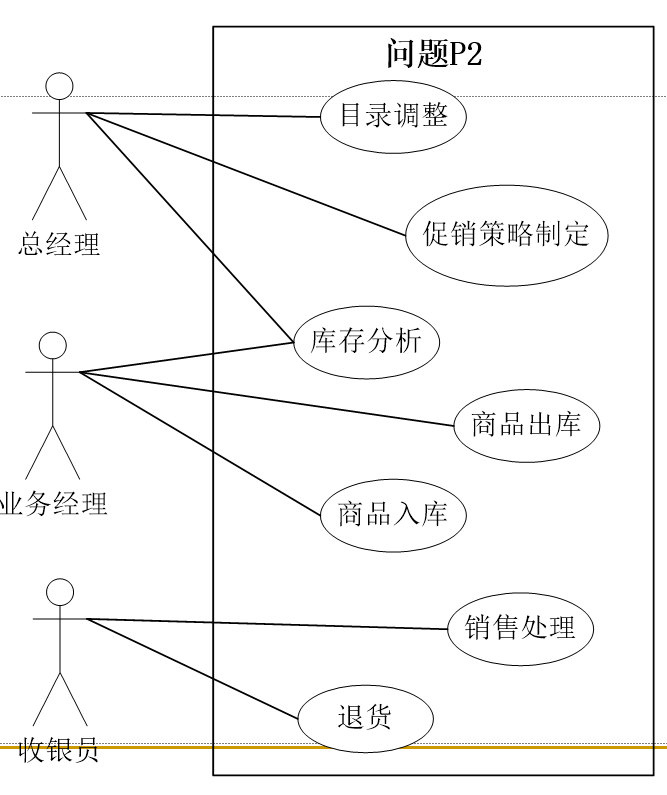 问题P2
目录调整
促销策略制定
总经理
库存分析
商品出库
业务经理
商品入库
销售处理
退货
收银员